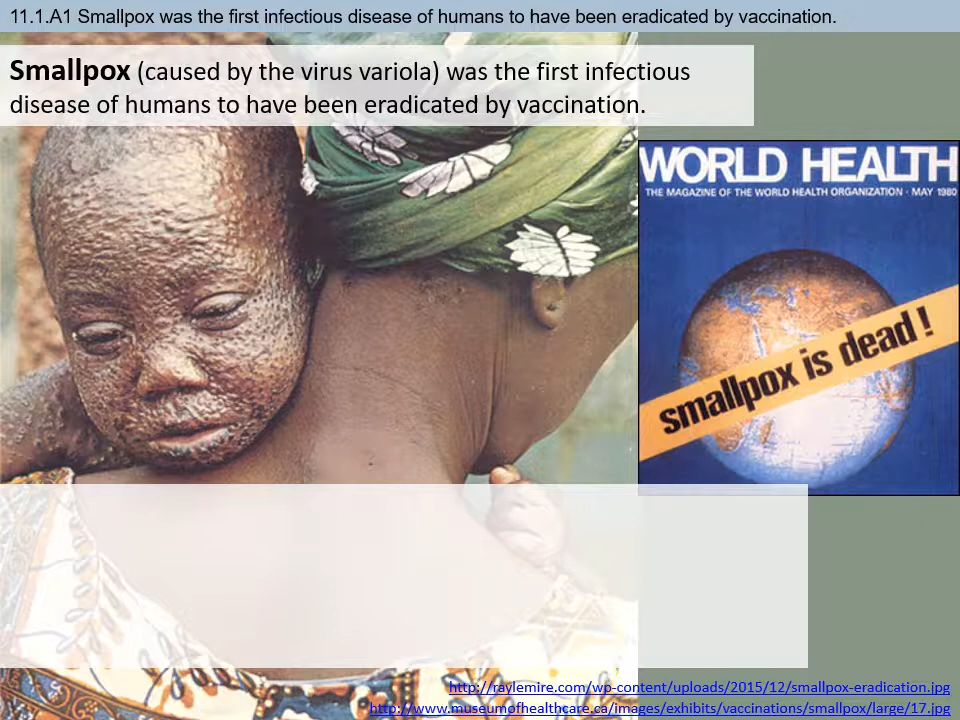 11.1.A1 Smallpox was the first infectious disease of humans to have been eradicated by vaccination.
Smallpox (caused by the virus variola) was the first infectious
disease of humans to have been eradicated by vaccination.
WORLD HEALTH
THE MAGAZINE OF THE WORLD HEALTH ORGANIZATION · MAY 1980
smallpox is dead!
http://raylemire.com/wp-content/uploads/2015/12/smallpox-eradication.jpg
http://www.museumofhealthcare.ca/images/exhibits/vaccinations/smallpox/large/17.jpg